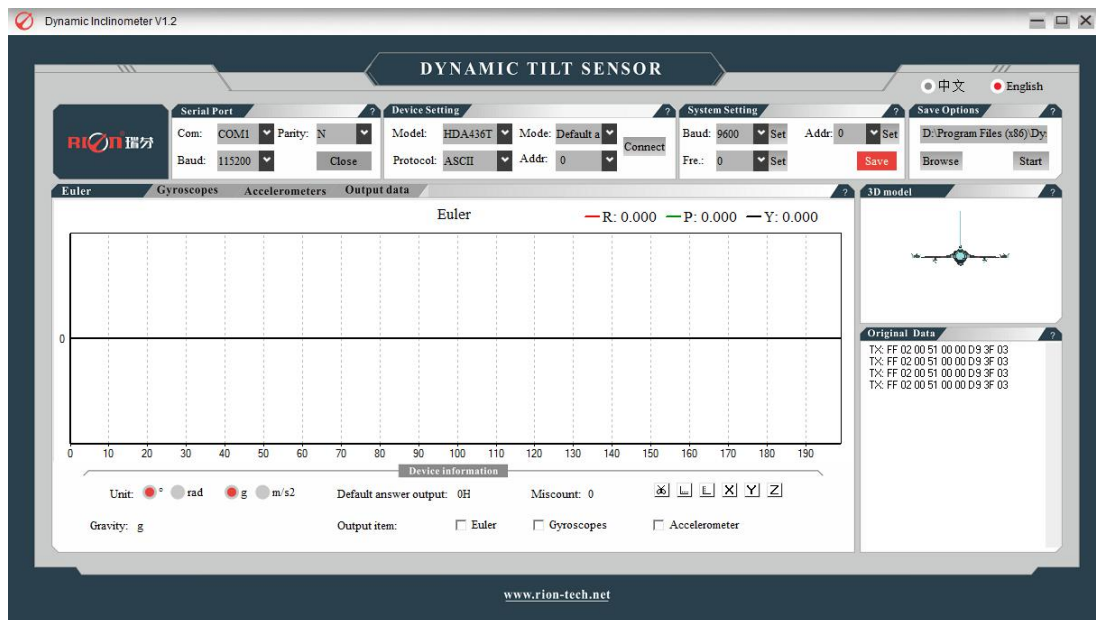 Dynamic Inclinometer V1.2
DYNAMIC TILT SENSOR
中文 English
RION 瑞芬
Serial Port ?
Com: COM1 Parity: N
Baud: 115200 Close
Device Setting ?
Model: HDA436T Mode: Default a
Protocol: ASCII Addr: 0
Connect
System Setting ?
Baud: 9600 Set Addr: 0 Set
Fre.: 0 Set Save
Save Options ?
D:\Program Files (x86)\Dy
Browse Start
Euler Gyroscopes Accelerometers Output data ?
Euler R: 0.000 P: 0.000 Y: 0.000
0
0 10 20 30 40 50 60 70 80 90 100 110 120 130 140 150 160 170 180 190
Device information
Unit: ° rad g m/s2 Default answer output: 0H Miscount: 0 X Y Z
Gravity: g Output item: Euler Gyroscopes Accelerometer
3D model ?
Original Data ?
TX: FF 02 00 51 00 00 D9 3F 03
TX: FF 02 00 51 00 00 D9 3F 03
TX: FF 02 00 51 00 00 D9 3F 03
TX: FF 02 00 51 00 00 D9 3F 03
www.rion-tech.net